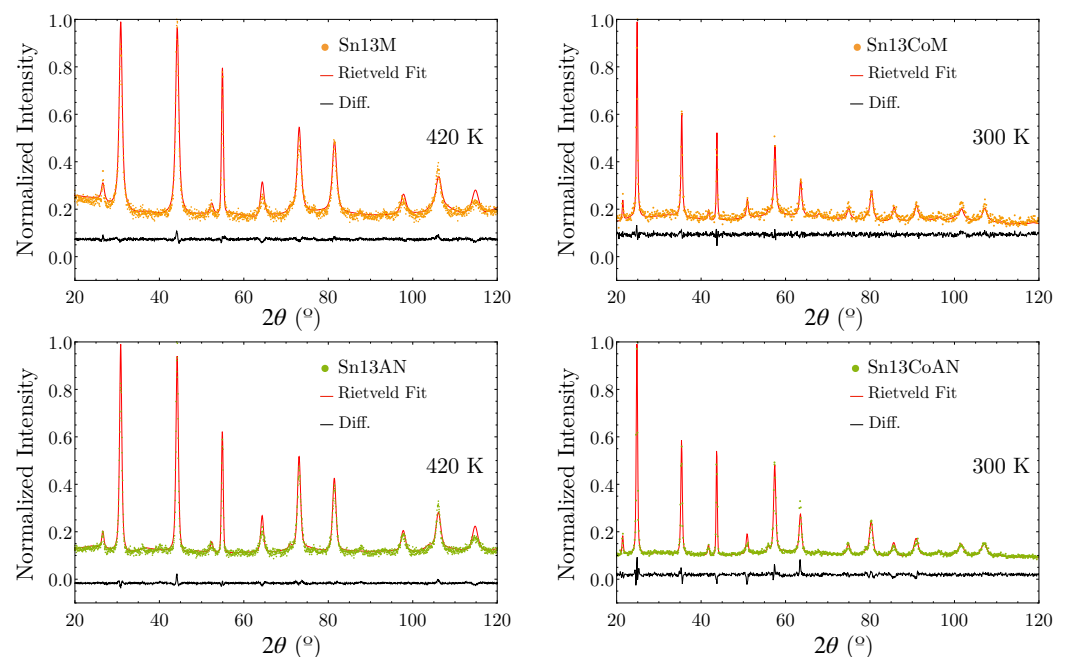 Normalized Intensity
1.0
0.8
0.6
0.4
0.2
0.0
Sn13M
Rietveld Fit
Diff.
420 K
20 40 60 80 100 120
2θ (º)
Normalized Intensity
1.0
0.8
0.6
0.4
0.2
0.0
Sn13CoM
Rietveld Fit
Diff.
300 K
20 40 60 80 100 120
2θ (º)
Normalized Intensity
1.0
0.8
0.6
0.4
0.2
0.0
Sn13AN
Rietveld Fit
Diff.
420 K
20 40 60 80 100 120
2θ (º)
Normalized Intensity
1.0
0.8
0.6
0.4
0.2
0.0
Sn13CoAN
Rietveld Fit
Diff.
300 K
20 40 60 80 100 120
2θ (º)